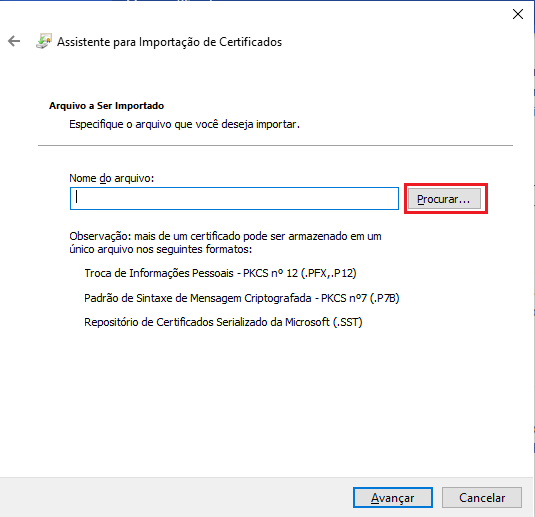 Assistente para Importação de Certificados
Arquivo a Ser Importado
Especifique o arquivo que você deseja importar.
Nome do arquivo:
Procurar...
Observação: mais de um certificado pode ser armazenado em um
único arquivo nos seguintes formatos:
Troca de Informações Pessoais - PKCS nº 12 (.PFX,.P12)
Padrão de Sintaxe de Mensagem Criptografada - PKCS nº7 (.P7B)
Repositório de Certificados Serializado da Microsoft (.SST)
Avançar
Cancelar